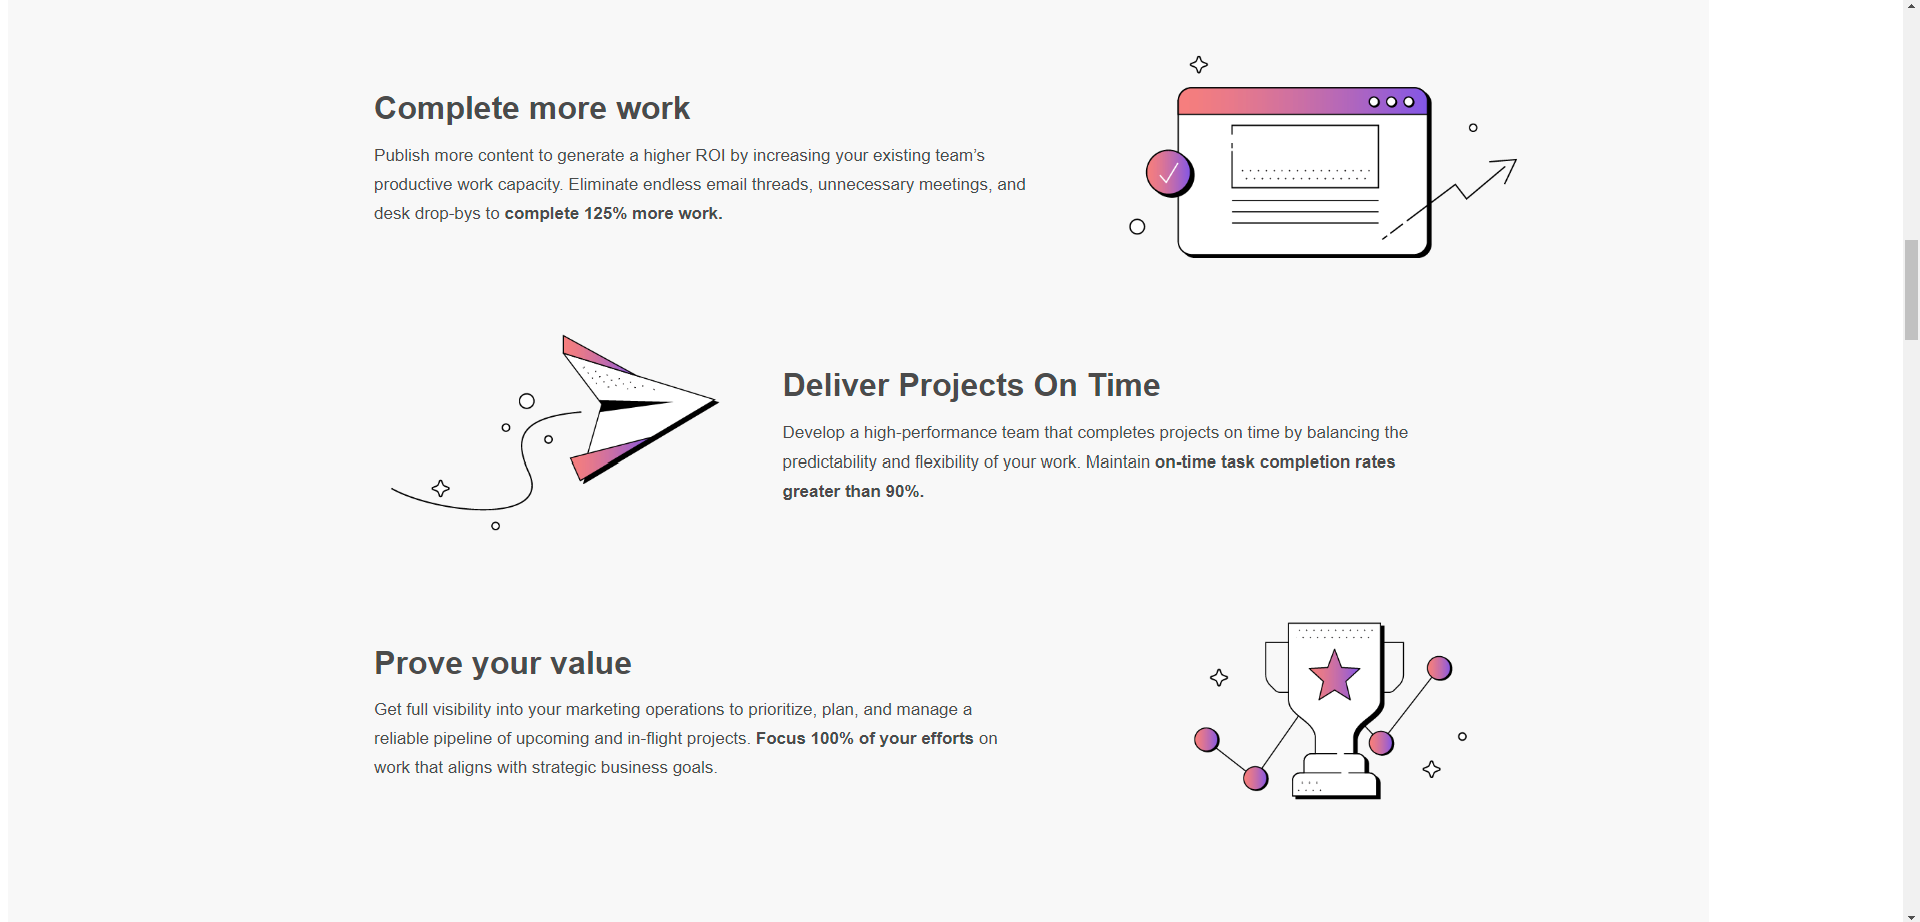 Complete more work
Publish more content to generate a higher ROI by increasing your existing team’s
productive work capacity. Eliminate endless email threads, unnecessary meetings, and
desk drop-bys to complete 125% more work.
Deliver Projects On Time
Develop a high-performance team that completes projects on time by balancing the
predictability and flexibility of your work. Maintain on-time task completion rates
greater than 90%.
Prove your value
Get full visibility into your marketing operations to prioritize, plan, and manage a
reliable pipeline of upcoming and in-flight projects. Focus 100% of your efforts on
work that aligns with strategic business goals.